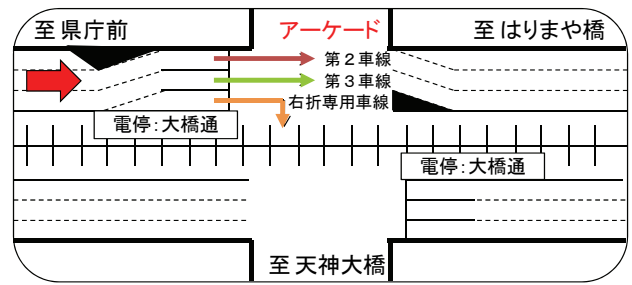 至 県庁前
アーケード
至 はりまや橋
第２車線
第３車線
右折専用車線
電停：大橋通
電停：大橋通
至 天神大橋